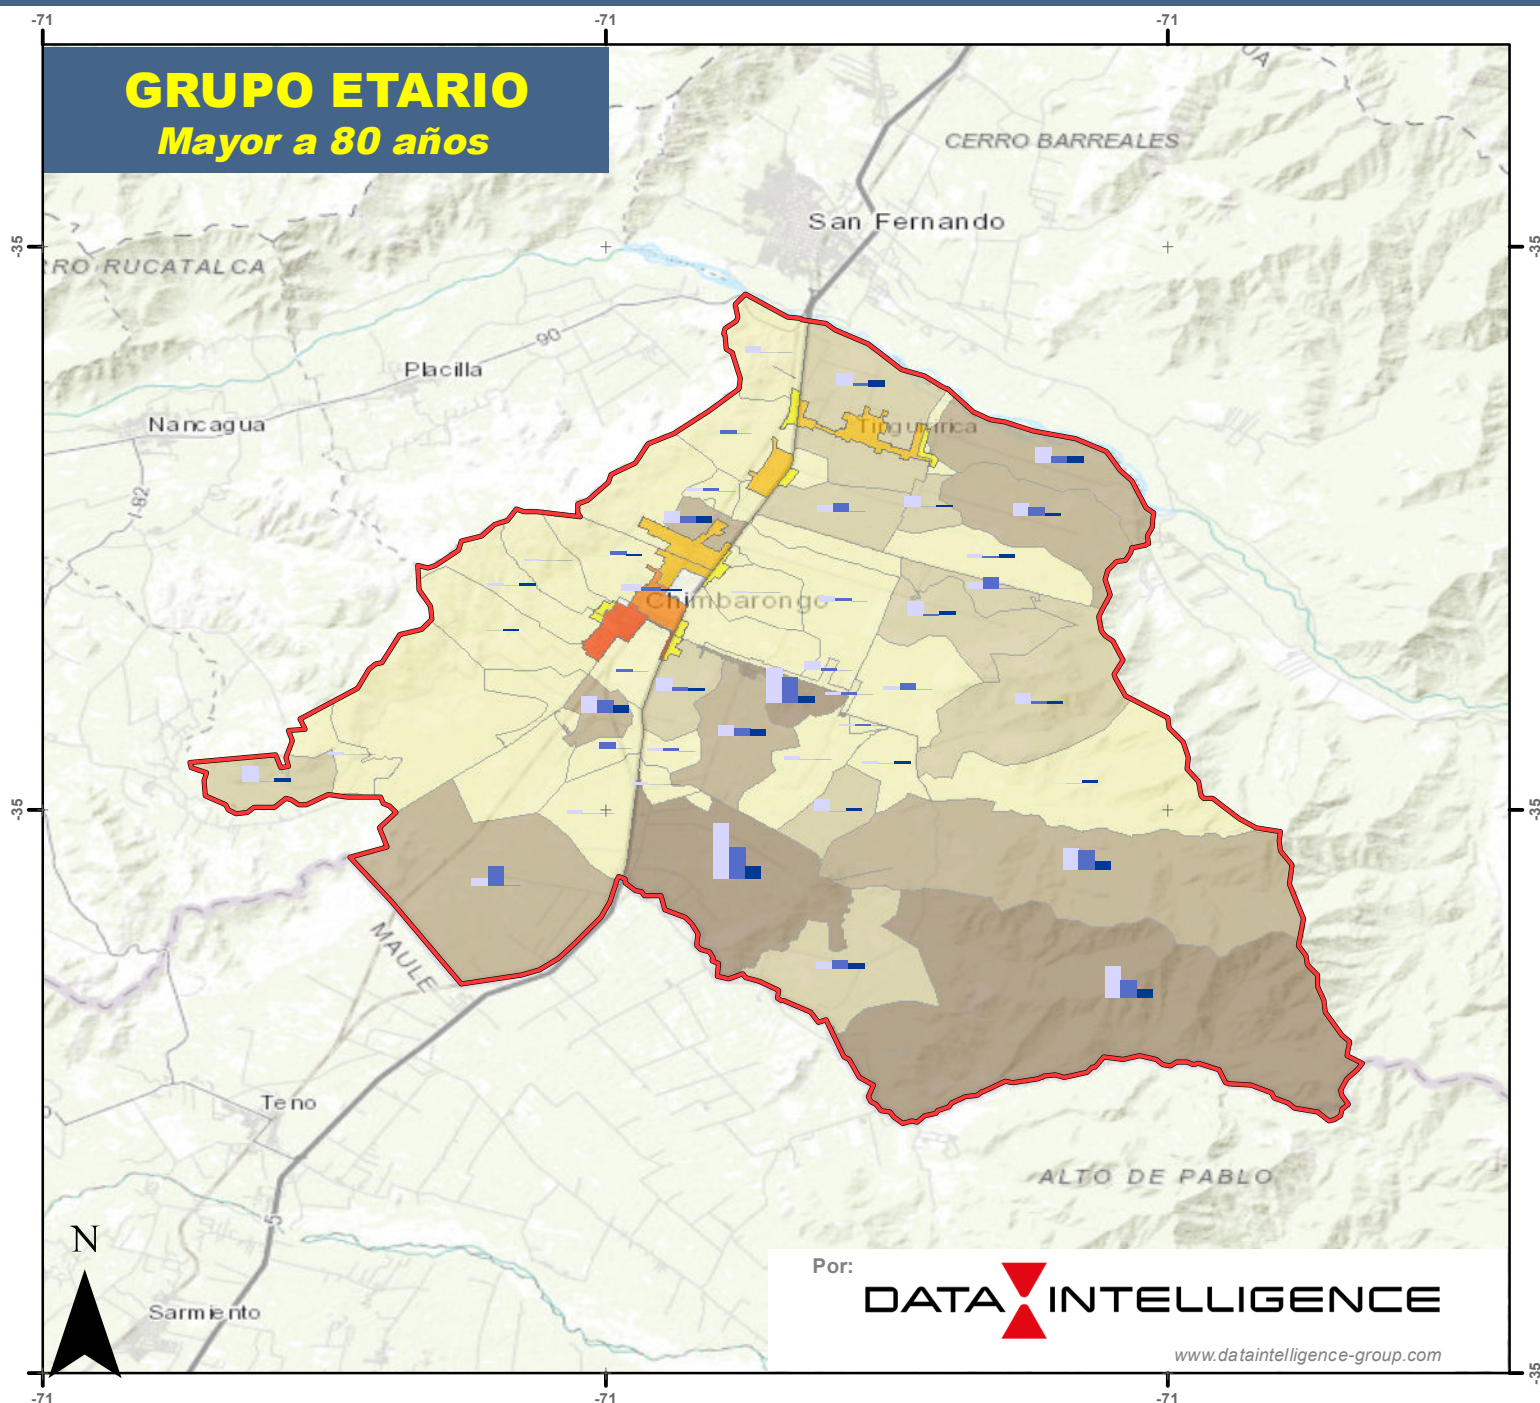 -71
-71
-71
GRUPO ETARIO
Mayor a 80 años
UA
CERRO BARREALES
San Fernando
-35
-35
RO RUCATALCA
90
Placilla
Nancagua
Tinguiririca
I-82
Chimbarongo
-35
-35
MAULE
Teno
ALTO DE PABLO
5
N
Sarmiento
Por:
DATA INTELLIGENCE
www.dataintelligence-group.com
-35
-71
-71
-71